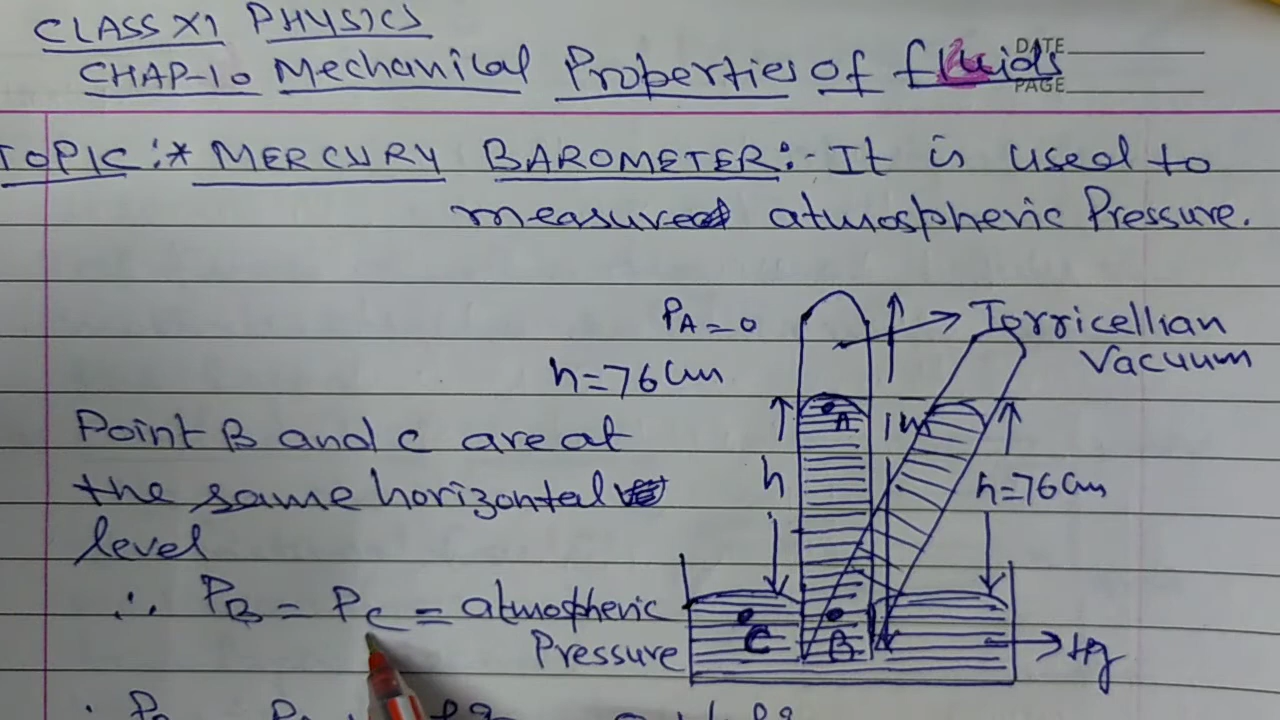 CLASS XI PHYSICS
CHAP-10 Mechanical Properties of fluids
DATE
PAGE
TOPIC:* MERCURY BAROMETER:- It is used to
measure atmospheric Pressure.
PA=0
Torricellian
Vacuum
h=76 cm
A
1m
h
h=76 cm
Point B and C are at
the same horizontal
level
∴ PB = PC = atmospheric
Pressure
C
B
Hg